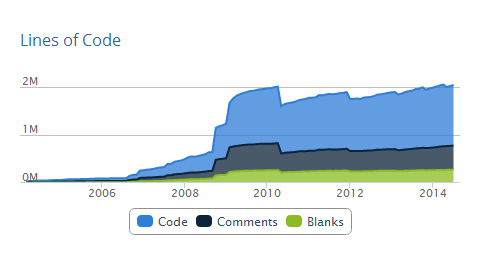 Lines of Code
2M
1M
0M
2006 2008 2010 2012 2014
Code Comments Blanks